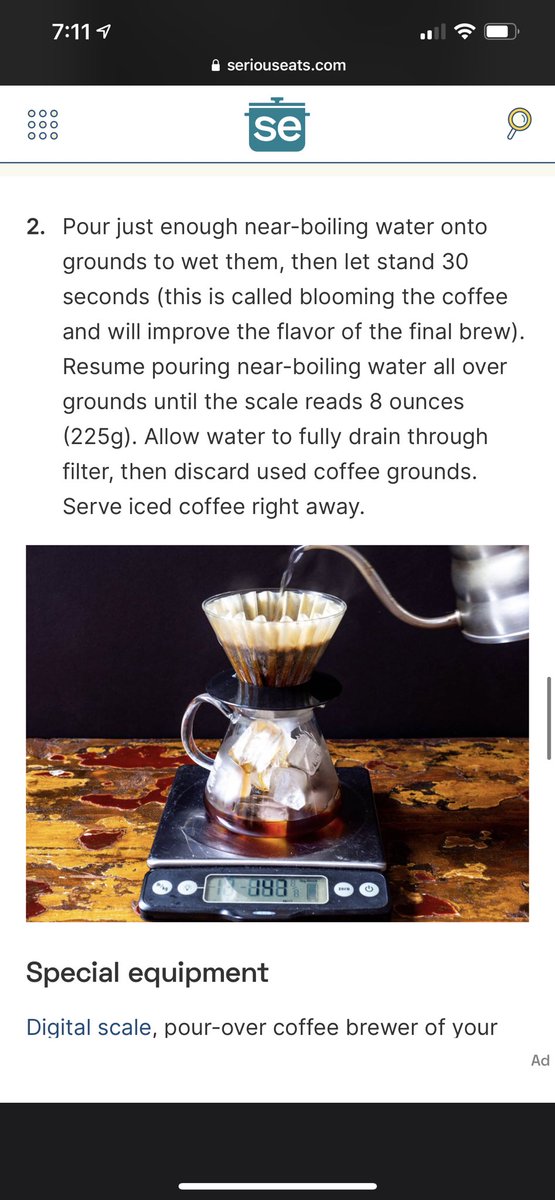 7:11
seriouseats.com
se
2. Pour just enough near-boiling water onto
grounds to wet them, then let stand 30
seconds (this is called blooming the coffee
and will improve the flavor of the final brew).
Resume pouring near-boiling water all over
grounds until the scale reads 8 ounces
(225g). Allow water to fully drain through
filter, then discard used coffee grounds.
Serve iced coffee right away.
Special equipment
Digital scale, pour-over coffee brewer of your
Ad